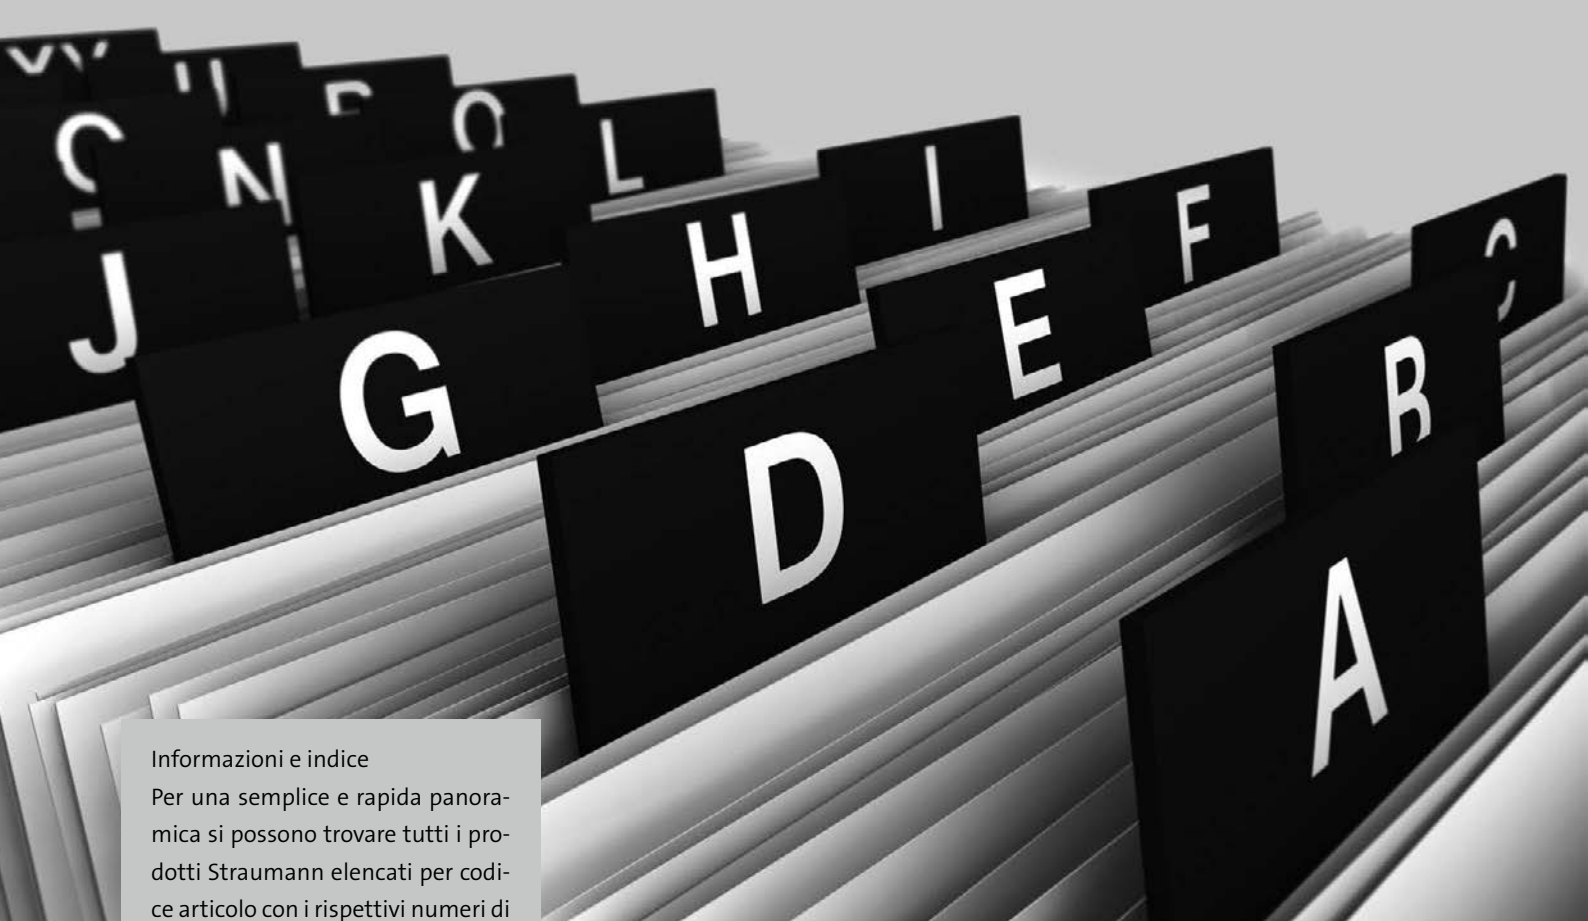 O
L
I
N
K
F
C
H
J
E
G
B
D
A
Informazioni e indice
Per una semplice e rapida panora-
mica si possono trovare tutti i pro-
dotti Straumann elencati per codi-
ce articolo con i rispettivi numeri di